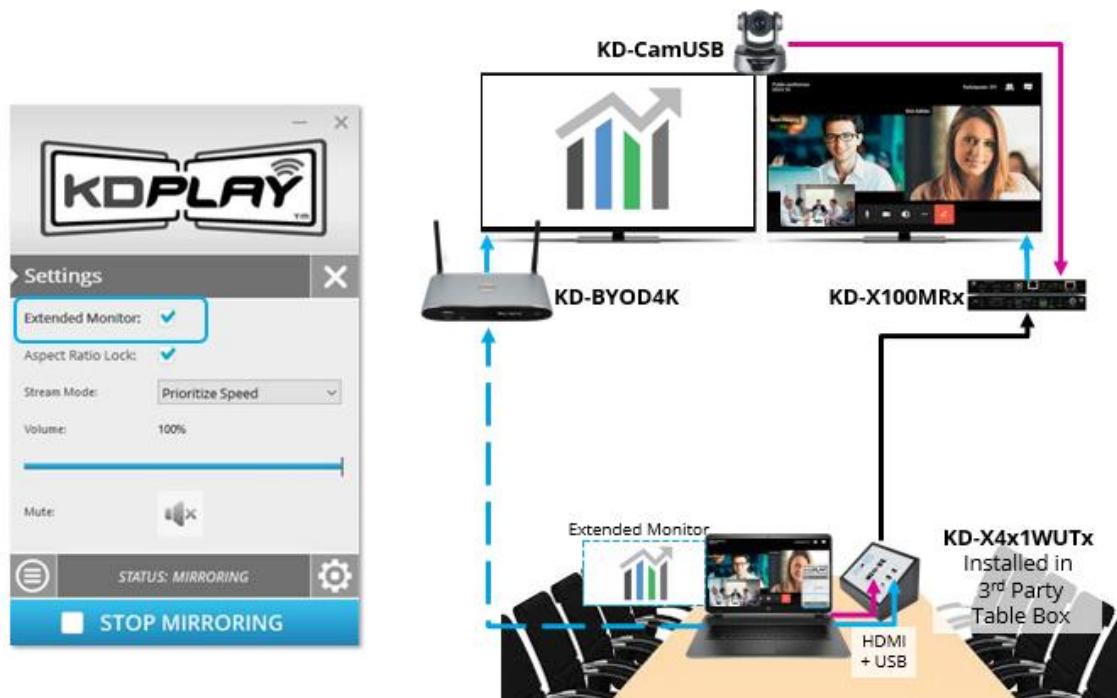 KDPLAY
TM
Settings
Extended Monitor:
Aspect Ratio Lock:
Stream Mode:
Prioritize Speed
Volume:
100%
Mute:
STATUS: MIRRORING
STOP MIRRORING
KD-CamUSB
KD-BYOD4K
KD-X100MRx
Extended Monitor
KD-X4x1WUTx
Installed in
3rd Party
Table Box
HDMI
+ USB